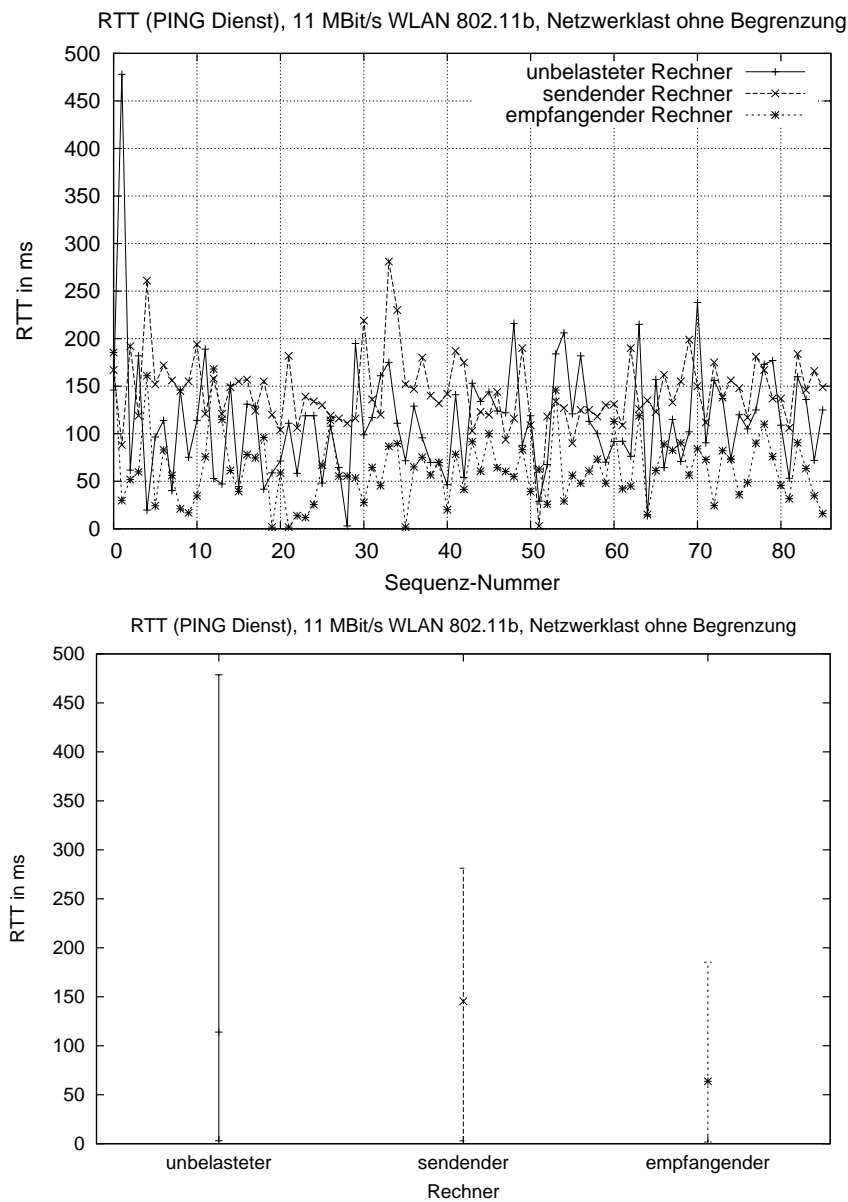 RTT (PING Dienst), 11 MBit/s WLAN 802.11b, Netzwerklast ohne Begrenzung
500
450
400
350
300
250
200
150
100
50
0
RTT in ms
unbelasteter Rechner
sendender Rechner
empfangender Rechner
0 10 20 30 40 50 60 70 80
Sequenz-Nummer
RTT (PING Dienst), 11 MBit/s WLAN 802.11b, Netzwerklast ohne Begrenzung
500
450
400
350
300
250
200
150
100
50
0
RTT in ms
unbelasteter sendender empfangender
Rechner